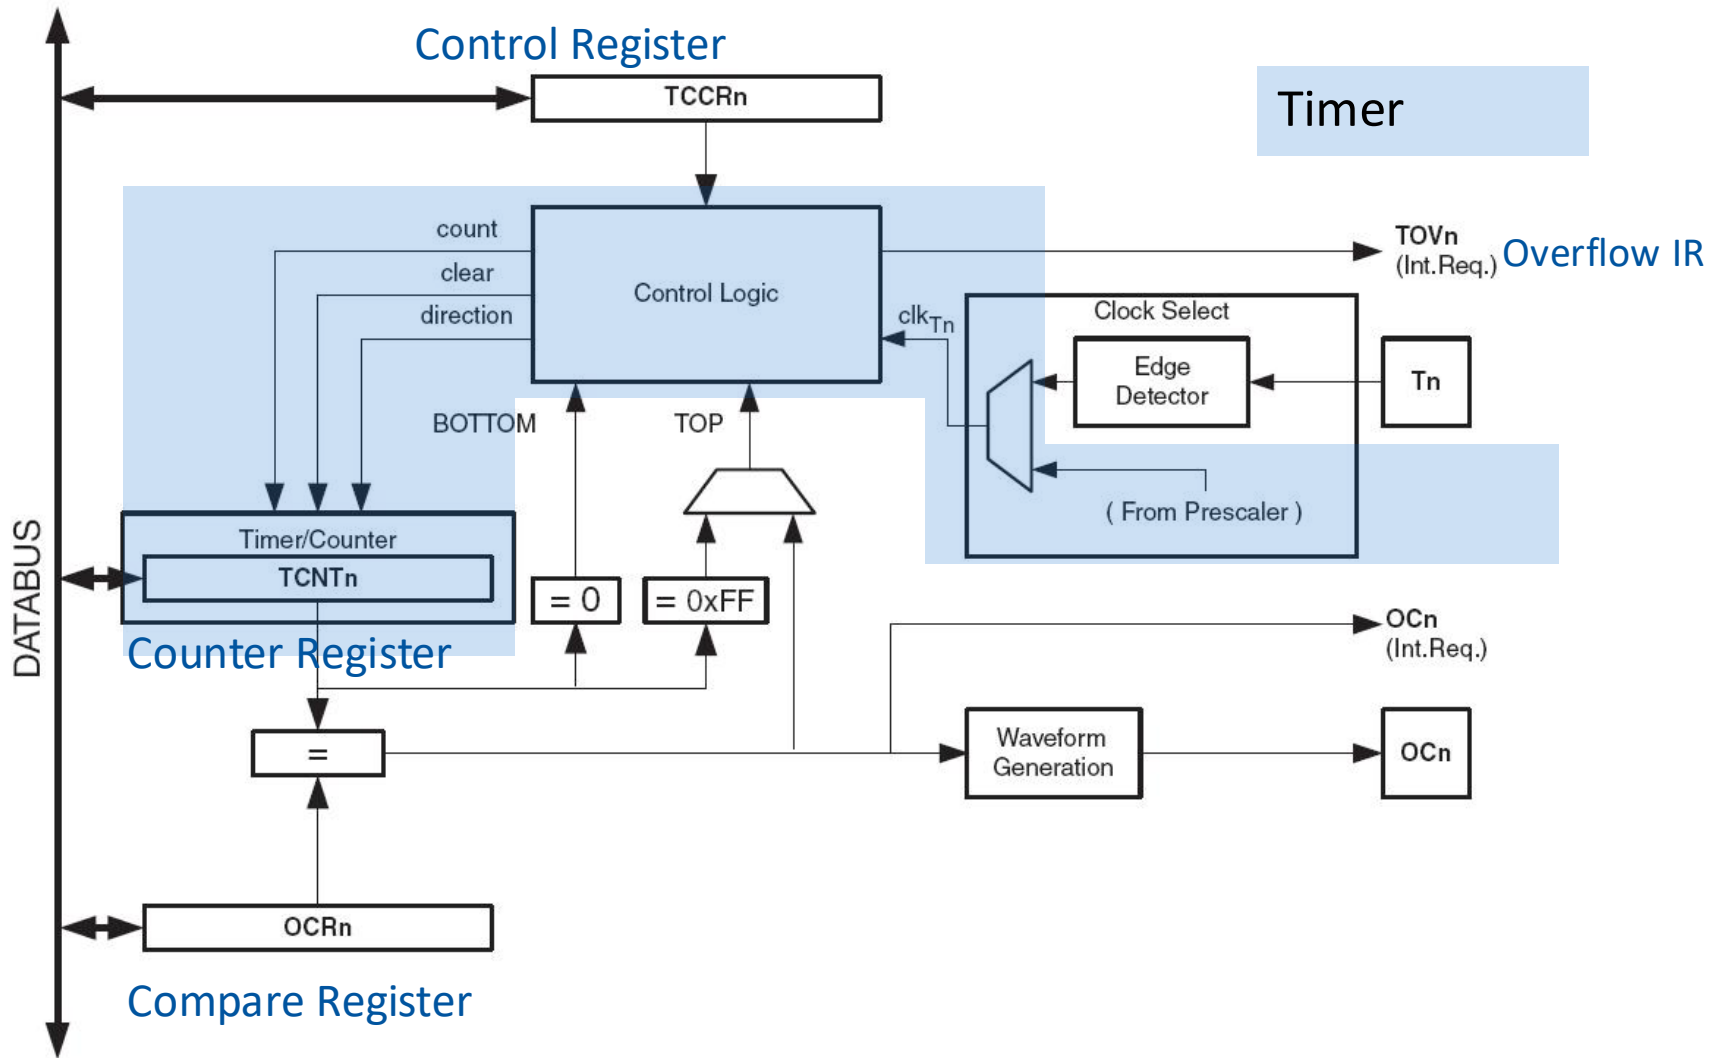 Control Register
TCCRn
Timer
count
clear
direction
Control Logic
TOVn
(Int.Req.)
Overflow IR
clkTn
Clock Select
Edge
Detector
Tn
BOTTOM
TOP
( From Prescaler )
DATABUS
Timer/Counter
TCNTn
= 0
= 0xFF
Counter Register
OCn
(Int.Req.)
=
Waveform
Generation
OCn
OCRn
Compare Register